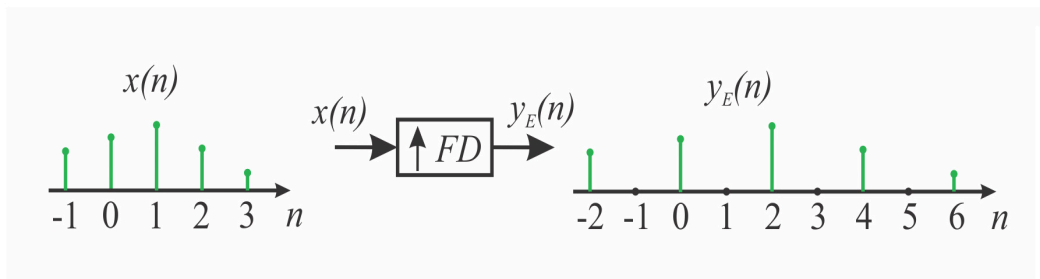 x(n)
-1 0 1 2 3 n
x(n)
↑ FD
y_E(n)
y_E(n)
-2 -1 0 1 2 3 4 5 6 n